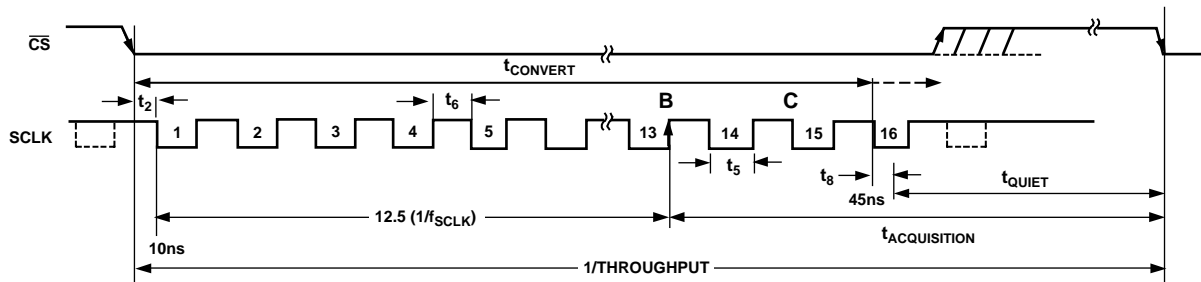 CS
tCONVERT
t2
t6
B
C
SCLK
1
2
3
4
5
13
14
15
16
t5
t8
tQUIET
45ns
12.5 (1/fSCLK)
tACQUISITION
10ns
1/THROUGHPUT